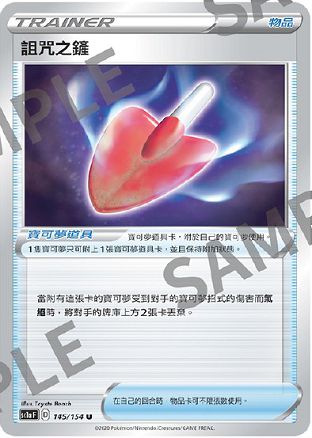 TRAINER 物品
詛咒之鏟
SAMPLE
寶可夢道具 寶可夢道具卡,附於自己的寶可夢使用。
1隻寶可夢只可附上1張寶可夢道具卡,並且保持附加狀態。
當附有這張卡的寶可夢受到對手的寶可夢招式的傷害而氣
絕時,將對手的牌庫上方2張卡丟棄。
Illus. Toyste Beach
sc1a F D 145/154 U
在自己的回合時,物品卡可不限張數使用。
©2020 Pokémon/Nintendo/Creatures/GAME FREAK.